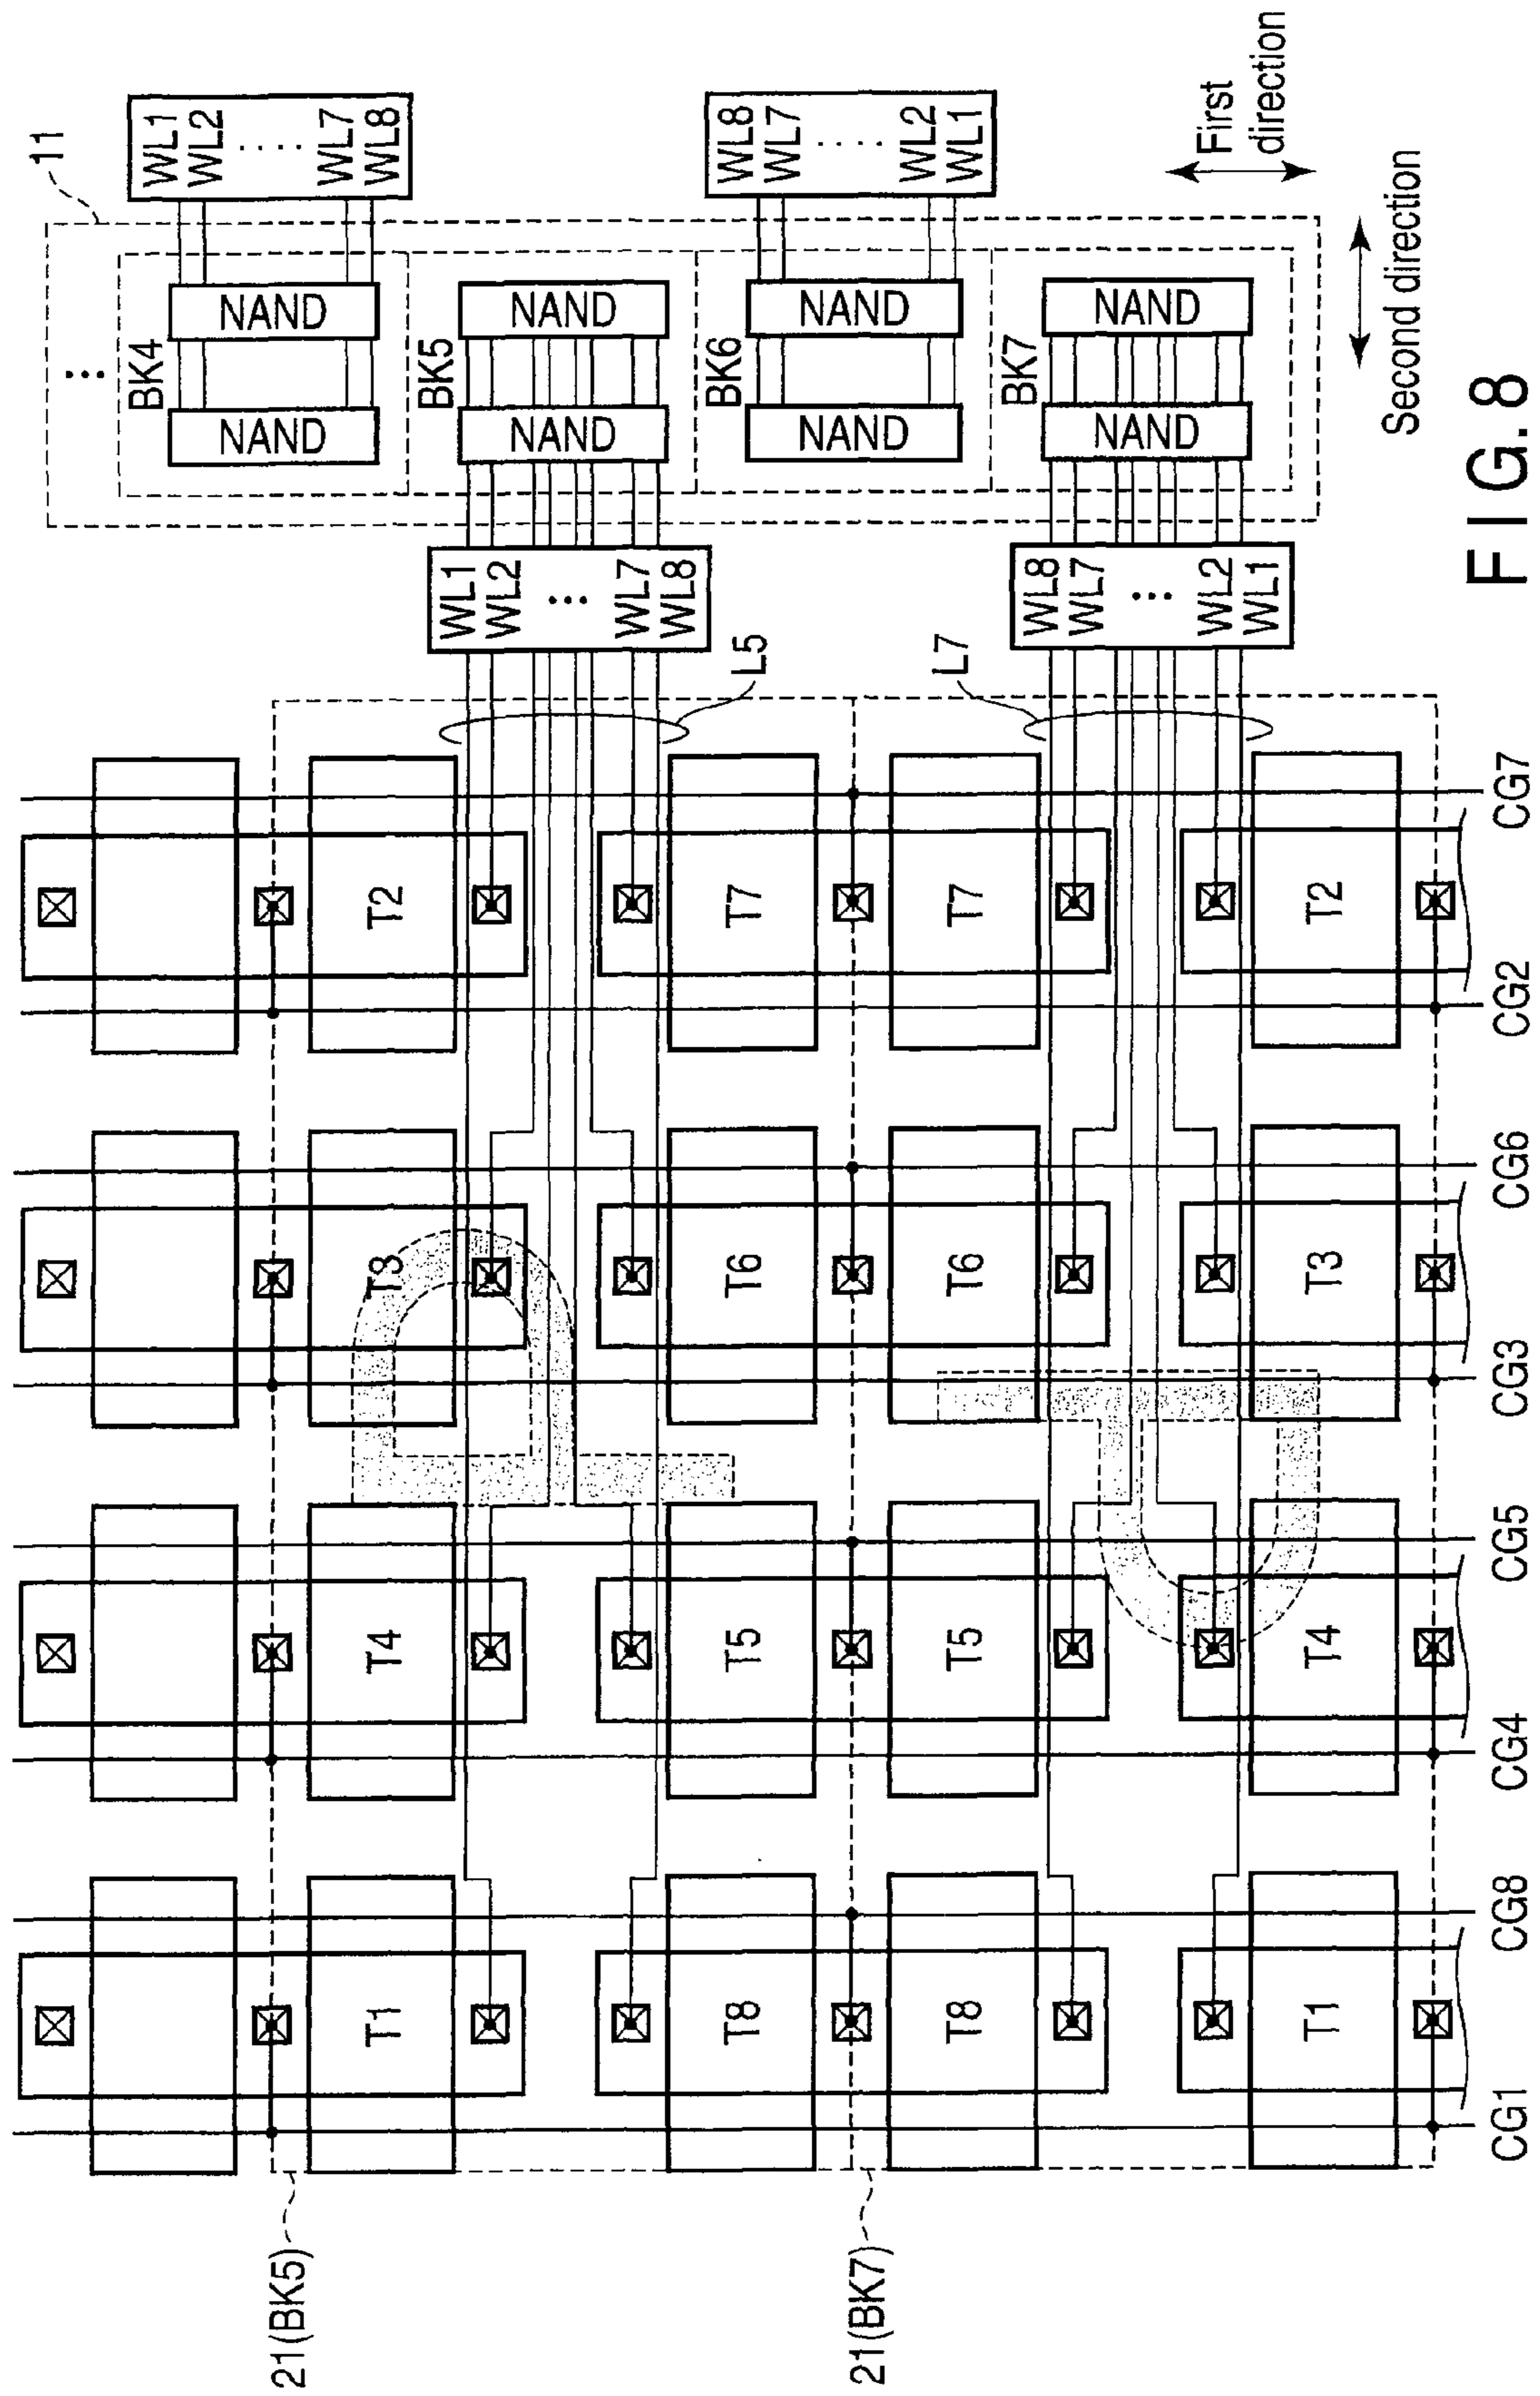 11
WL1
WL2
.....
WL7
WL8
WL8
WL7
.....
WL2
WL1
First
direction
Second direction
...
BK4
NAND
NAND
BK5
NAND
NAND
BK6
NAND
NAND
BK7
NAND
NAND
WL1
WL2
...
WL7
WL8
WL8
WL7
...
WL2
WL1
L5
L7
T2
T7
T7
T2
CG7
CG2
T3
T6
T6
T3
CG6
CG3
P
P
T4
T5
T5
T4
CG5
CG4
T1
T8
T8
T1
CG8
CG1
21(BK5)
21(BK7)
FIG. 8